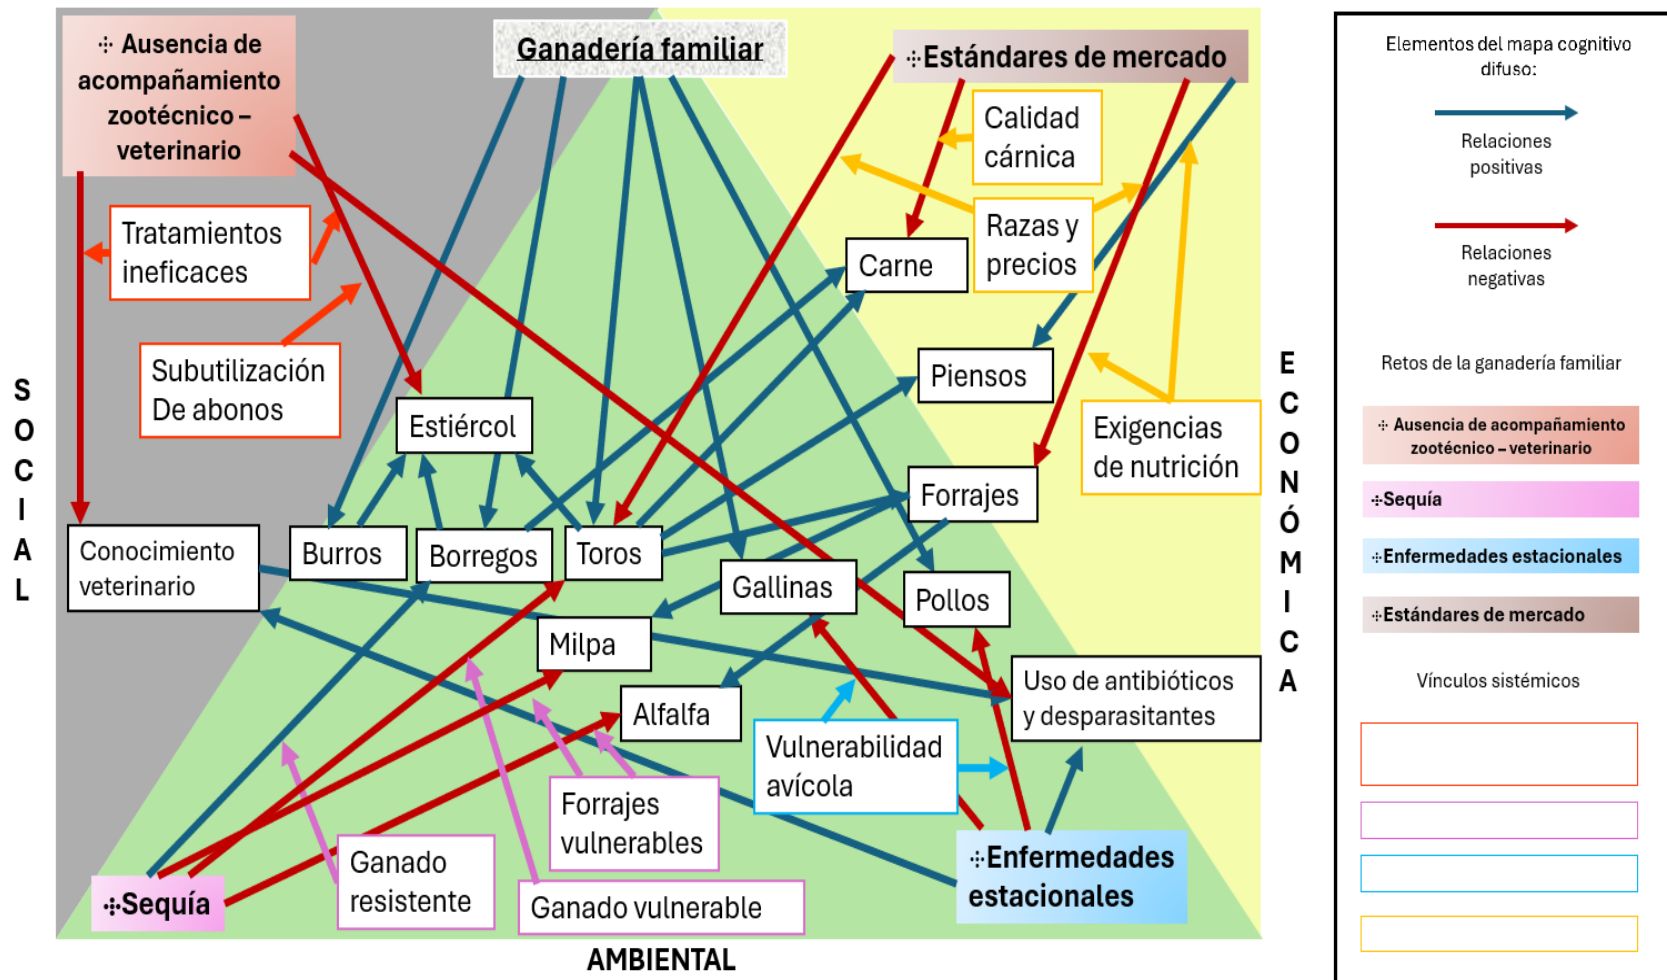 ⁘ Ausencia de
acompañamiento
zootécnico –
veterinario
Ganadería familiar
⁘Estándares de mercado
Calidad
cárnica
Tratamientos
ineficaces
Razas y
precios
Carne
Subutilización
De abonos
Piensos
Estiércol
Exigencias
de nutrición
Forrajes
SOCIAL
ECONÓMICA
Conocimiento
veterinario
Burros
Borregos
Toros
Gallinas
Pollos
Milpa
Alfalfa
Uso de antibióticos
y desparasitantes
Vulnerabilidad
avícola
Forrajes
vulnerables
Ganado
resistente
Ganado vulnerable
⁘Sequía
⁘Enfermedades
estacionales
AMBIENTAL
Elementos del mapa cognitivo
difuso:
Relaciones
positivas
Relaciones
negativas
Retos de la ganadería familiar
⁘ Ausencia de acompañamiento
zootécnico – veterinario
⁘Sequía
⁘Enfermedades estacionales
⁘Estándares de mercado
Vínculos sistémicos